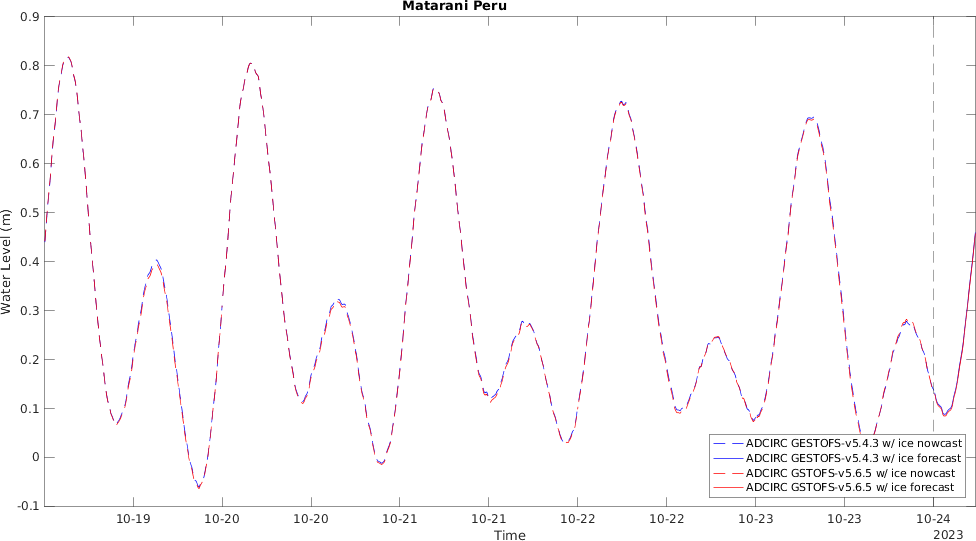 Matarani Peru
0.9
0.8
0.7
0.6
0.5
0.4
0.3
0.2
0.1
0
-0.1
Water Level (m)
10-19 10-20 10-20 10-21 10-21 10-22 10-22 10-23 10-23 10-24
Time 2023
ADCIRC GESTOFS-v5.4.3 w/ ice nowcast
ADCIRC GESTOFS-v5.4.3 w/ ice forecast
ADCIRC GSTOFS-v5.6.5 w/ ice nowcast
ADCIRC GSTOFS-v5.6.5 w/ ice forecast